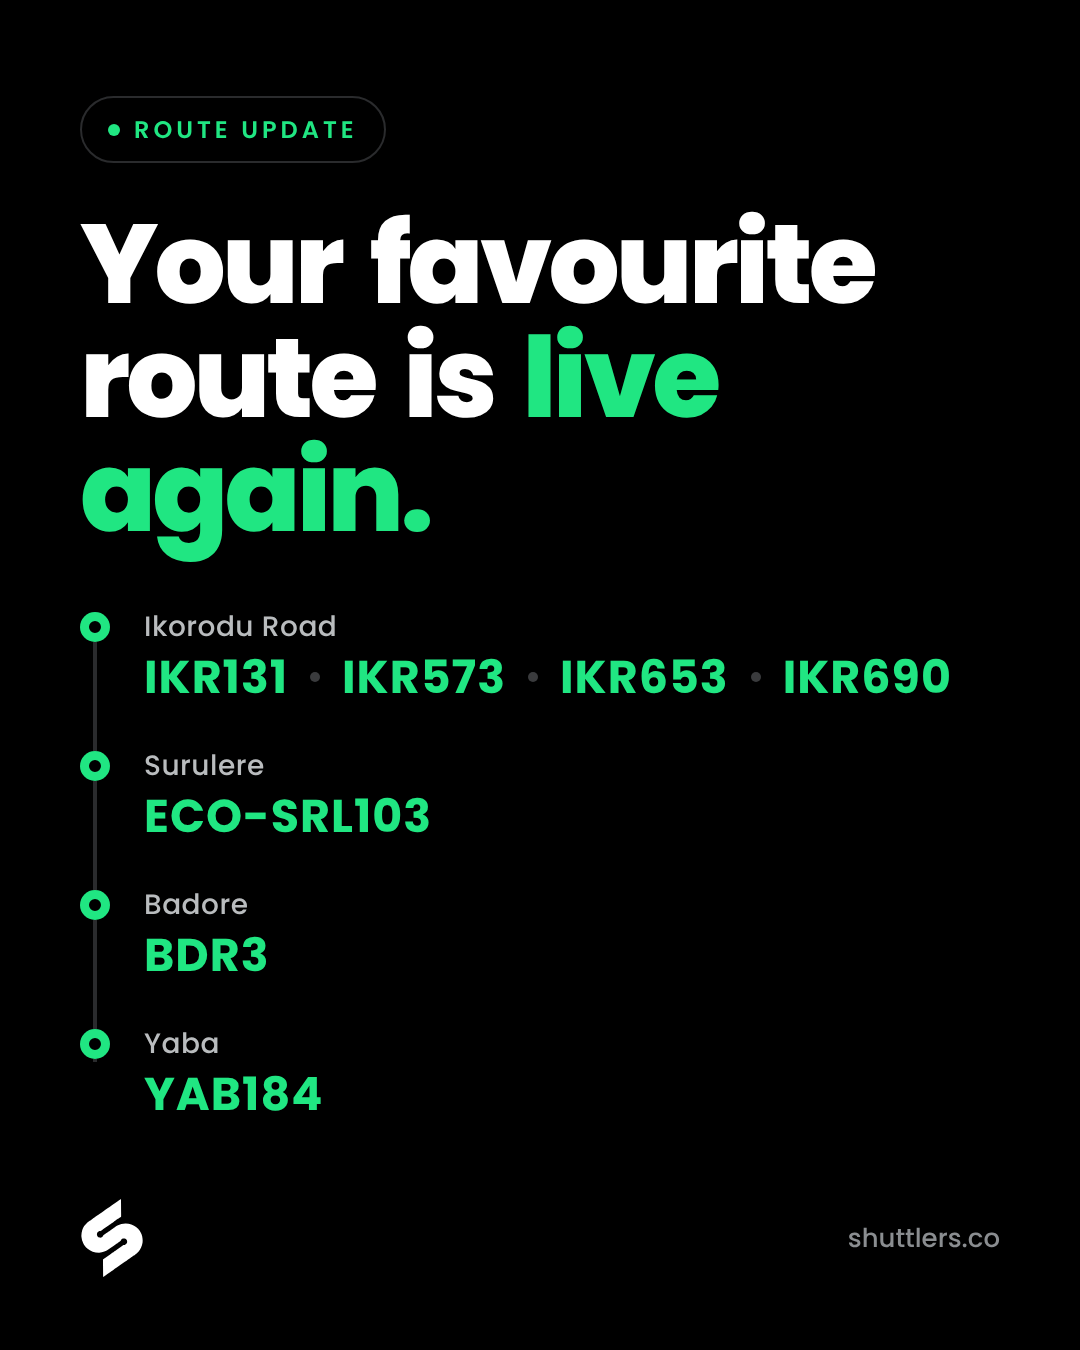 ROUTE UPDATE
Your favourite
route is live
again.
Ikorodu Road
IKR131 • IKR573 • IKR653 • IKR690
Surulere
ECO-SRL103
Badore
BDR3
Yaba
YAB184
shuttlers.co